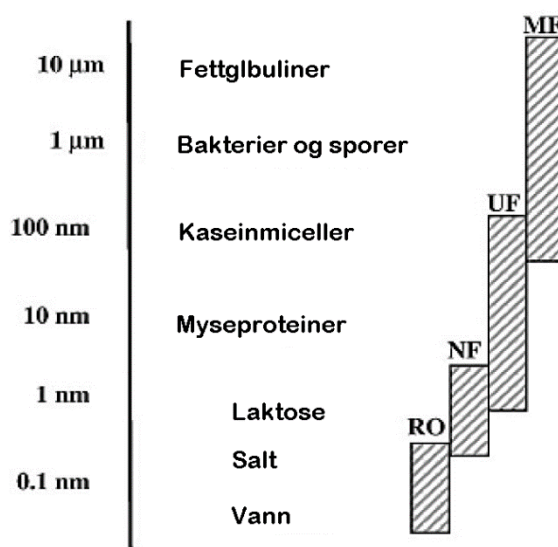 MF
10 µm Fettglbuliner
1 µm Bakterier og sporer
UF
100 nm Kaseinmiceller
10 nm Myseproteiner
NF
1 nm Laktose
RO
Salt
0.1 nm
Vann